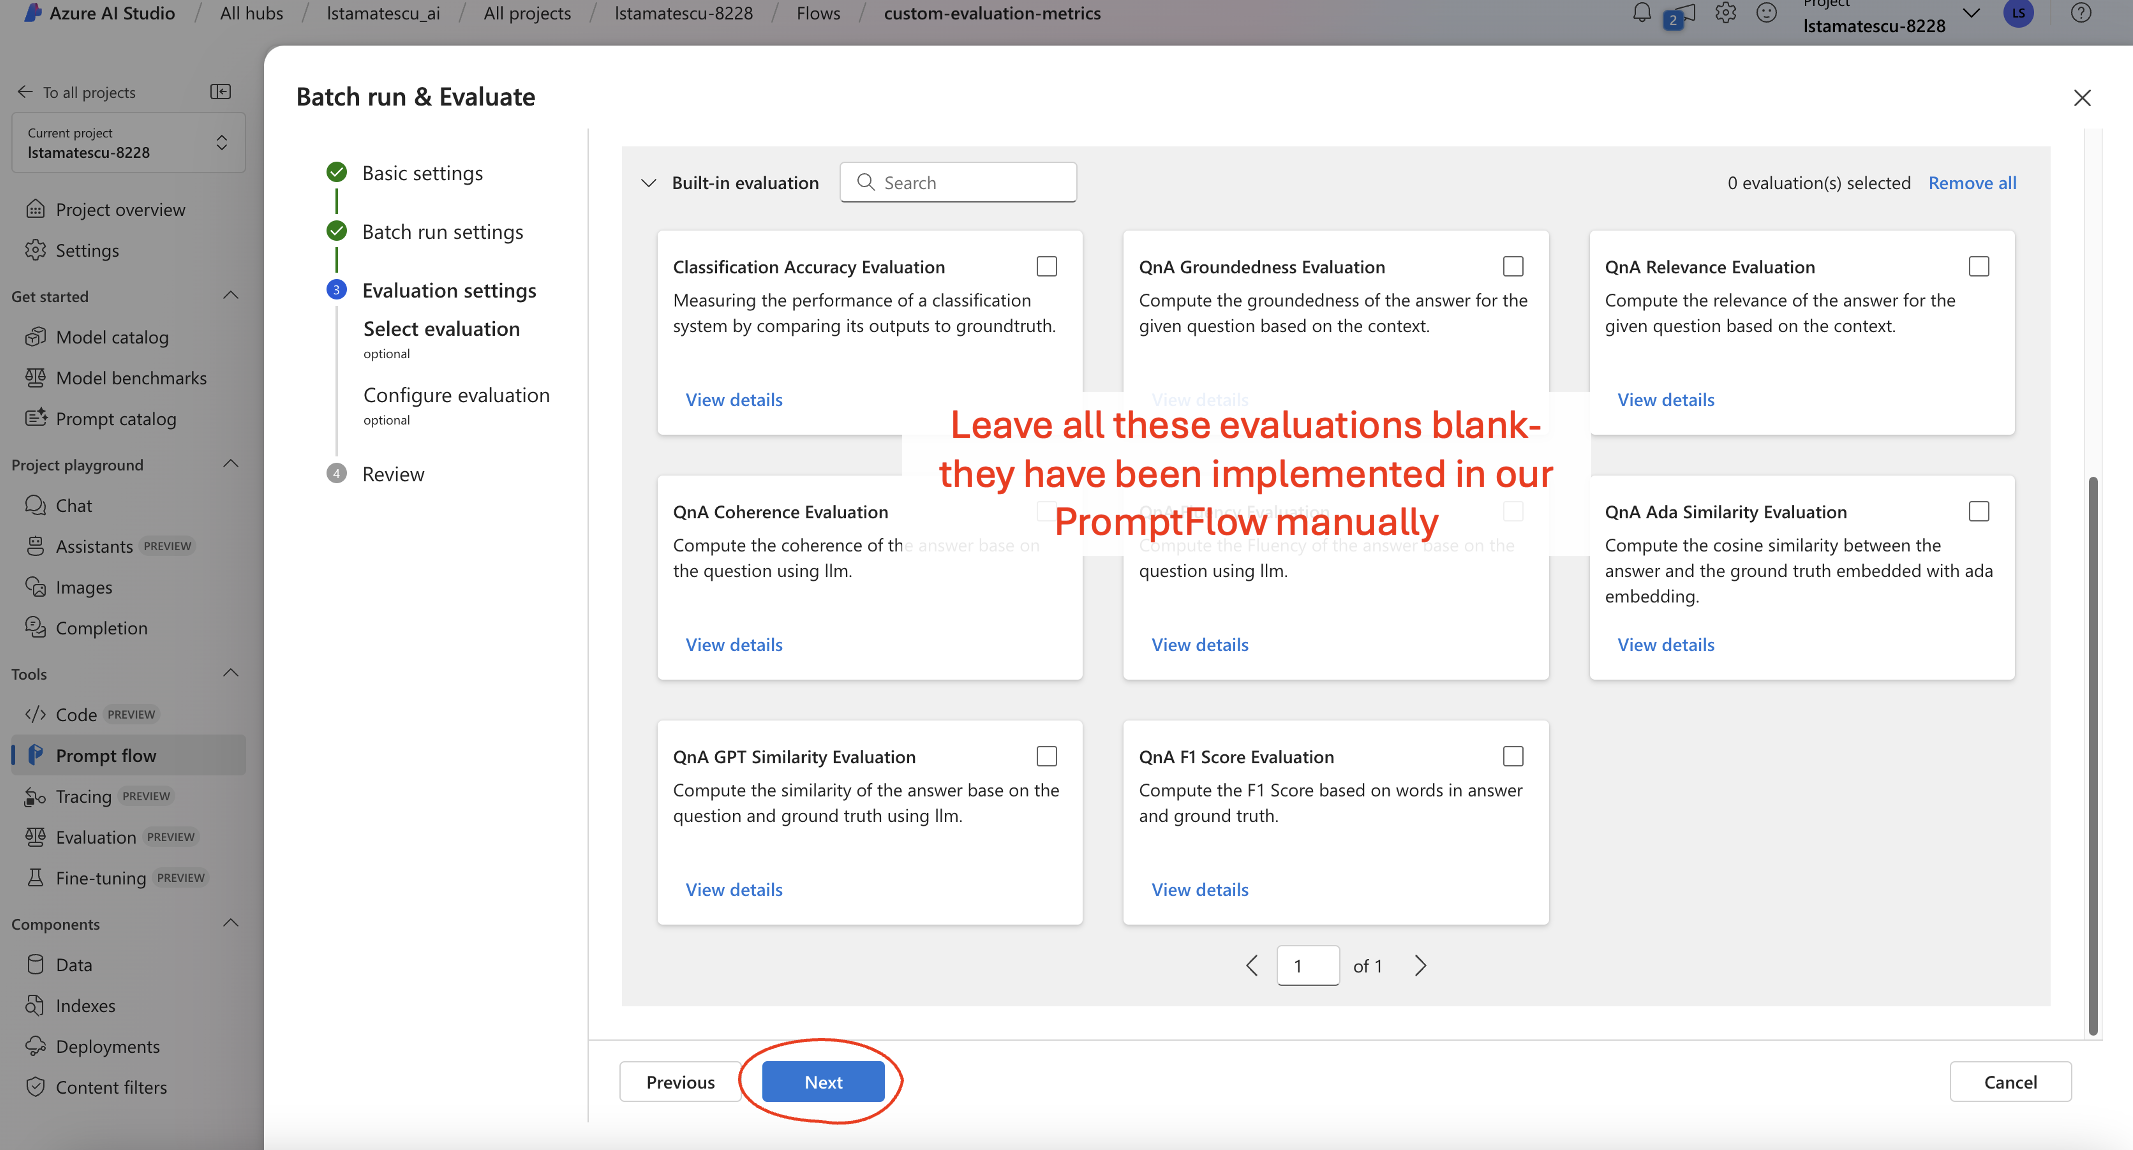 Azure AI Studio / All hubs / lstamatescu_ai / All projects / lstamatescu-8228 / Flows / custom-evaluation-metrics
2
Project
lstamatescu-8228
LS
To all projects
Current project
lstamatescu-8228
Project overview
Settings
Get started
Model catalog
Model benchmarks
Prompt catalog
Project playground
Chat
Assistants PREVIEW
Images
Completion
Tools
Code PREVIEW
Prompt flow
Tracing PREVIEW
Evaluation PREVIEW
Fine-tuning PREVIEW
Components
Data
Indexes
Deployments
Content filters
Batch run & Evaluate
Basic settings
Batch run settings
3 Evaluation settings
Select evaluation
optional
Configure evaluation
optional
4 Review
Built-in evaluation
Search
0 evaluation(s) selected
Remove all
Classification Accuracy Evaluation
Measuring the performance of a classification
system by comparing its outputs to groundtruth.
View details
QnA Groundedness Evaluation
Compute the groundedness of the answer for the
given question based on the context.
View details
QnA Relevance Evaluation
Compute the relevance of the answer for the
given question based on the context.
View details
Leave all these evaluations blank-
they have been implemented in our
PromptFlow manually
QnA Coherence Evaluation
Compute the coherence of the answer base on
the question using llm.
View details
QnA Fluency Evaluation
Compute the Fluency of the answer base on the
question using llm.
View details
QnA Ada Similarity Evaluation
Compute the cosine similarity between the
answer and the ground truth embedded with ada
embedding.
View details
QnA GPT Similarity Evaluation
Compute the similarity of the answer base on the
question and ground truth using llm.
View details
QnA F1 Score Evaluation
Compute the F1 Score based on words in answer
and ground truth.
View details
1 of 1
Previous
Next
Cancel